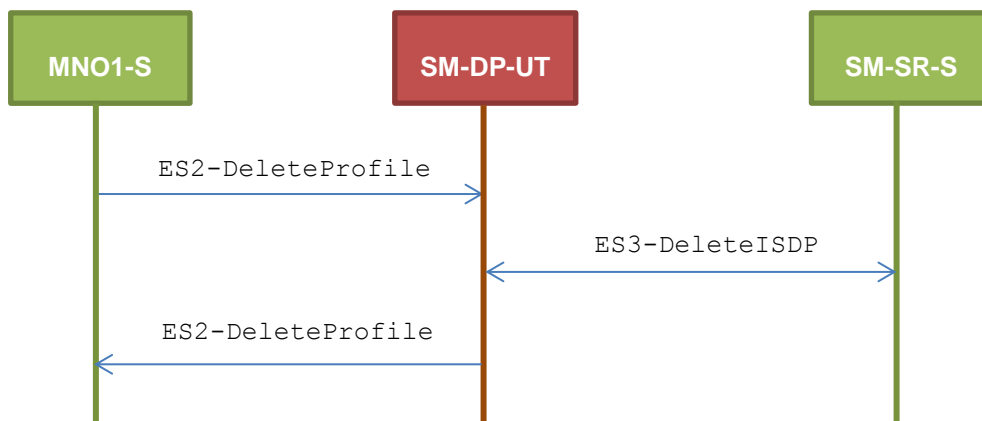 MNO1-S
SM-DP-UT
SM-SR-S
ES2-DeleteProfile
ES3-DeleteISDP
ES2-DeleteProfile